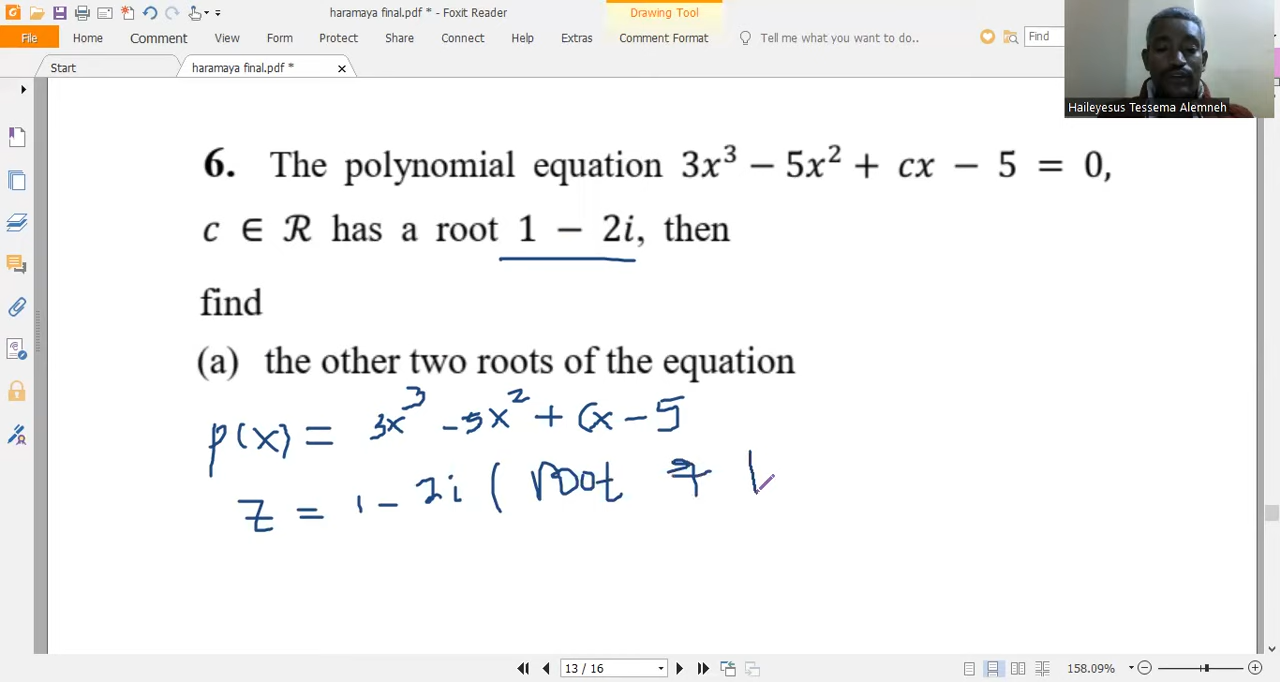 haramaya final.pdf * - Foxit Reader
Drawing Tool
File Home Comment View Form Protect Share Connect Help Extras Comment Format Tell me what you want to do.. Find
Start haramaya final.pdf *
Haileyesus Tessema Alemneh
6. The polynomial equation 3x³ − 5x² + cx − 5 = 0,
c ∈ ℛ has a root 1 − 2i, then
find
(a) the other two roots of the equation
p(x) = 3x³ - 5x² + cx - 5
z = 1 - 2i ( root
13 / 16
158.09%